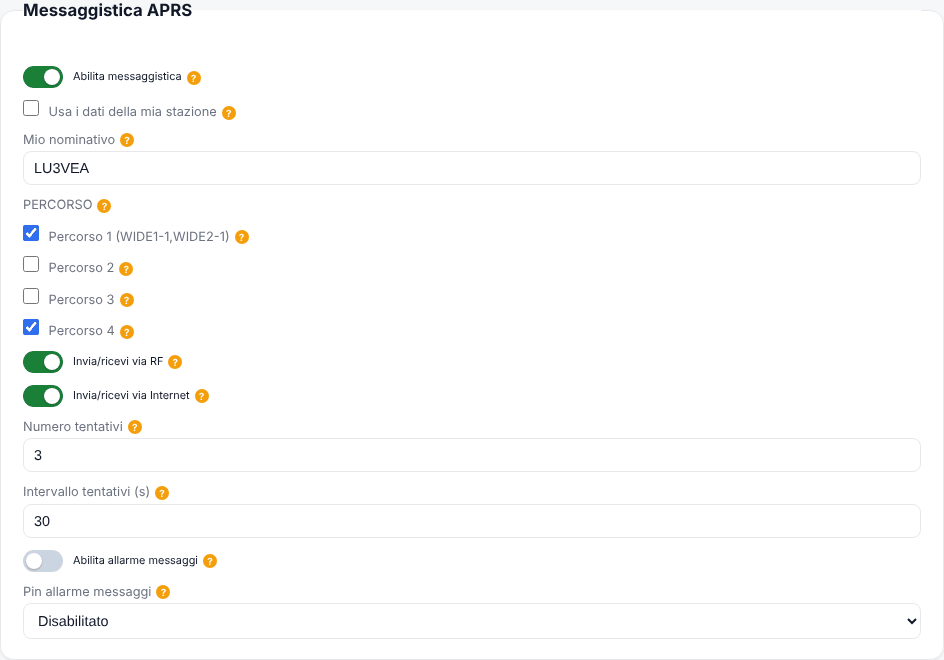 Messaggistica APRS
Abilita messaggistica ?
Usa i dati della mia stazione ?
Mio nominativo ?
LU3VEA
PERCORSO ?
Percorso 1 (WIDE1-1,WIDE2-1) ?
Percorso 2 ?
Percorso 3 ?
Percorso 4 ?
Invia/ricevi via RF ?
Invia/ricevi via Internet ?
Numero tentativi ?
3
Intervallo tentativi (s) ?
30
Abilita allarme messaggi ?
Pin allarme messaggi ?
Disabilitato